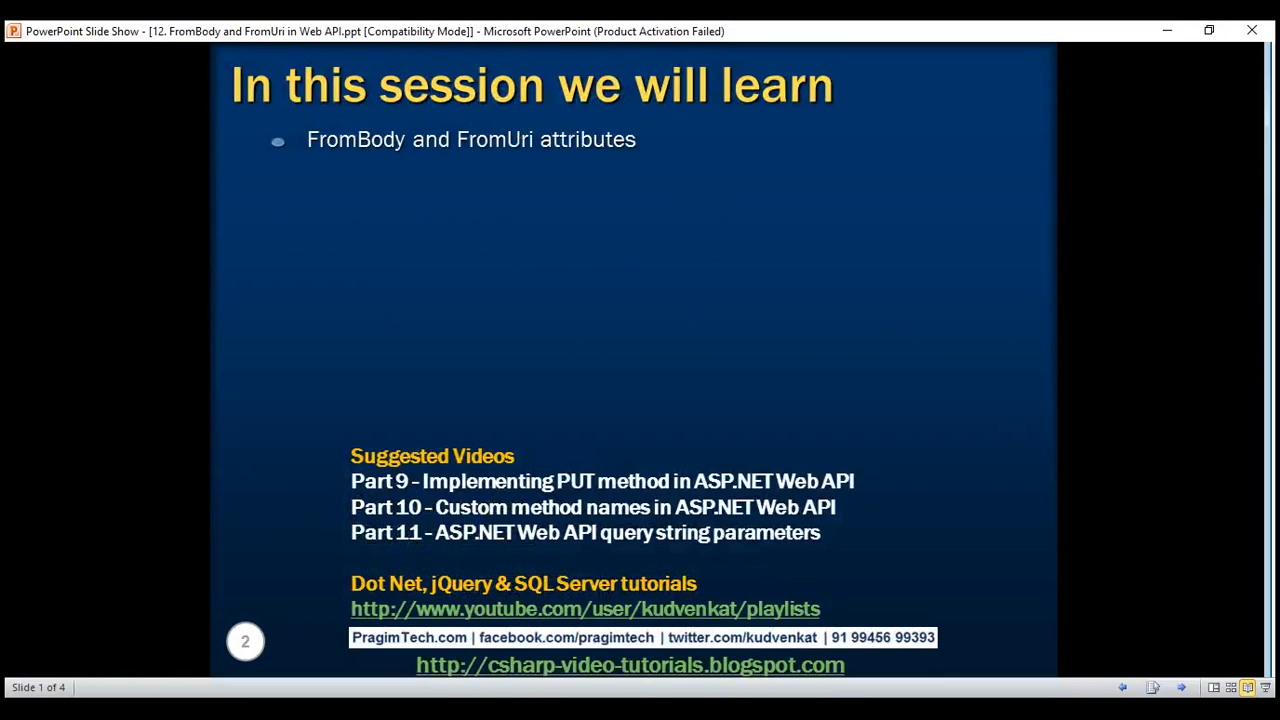 PowerPoint Slide Show - [12. FromBody and FromUri in Web API.ppt [Compatibility Mode]] - Microsoft PowerPoint (Product Activation Failed)
In this session we will learn
FromBody and FromUri attributes
Suggested Videos
Part 9 - Implementing PUT method in ASP.NET Web API
Part 10 - Custom method names in ASP.NET Web API
Part 11 - ASP.NET Web API query string parameters
Dot Net, jQuery & SQL Server tutorials
http://www.youtube.com/user/kudvenkat/playlists
2
PragimTech.com | facebook.com/pragimtech | twitter.com/kudvenkat | 91 99456 99393
http://csharp-video-tutorials.blogspot.com
Slide 1 of 4